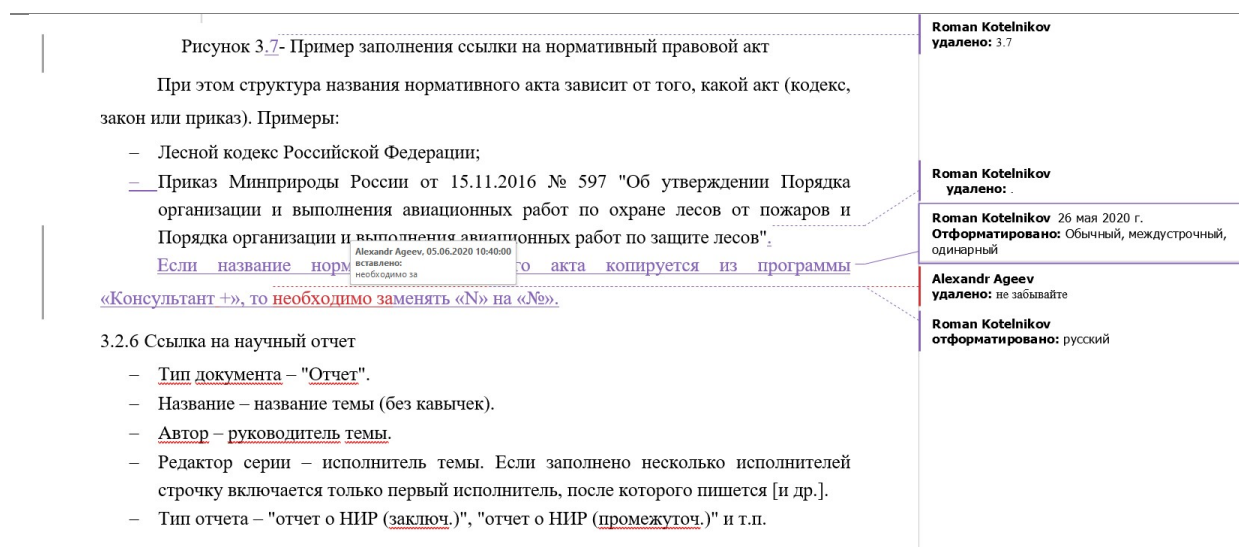 Рисунок 3.7- Пример заполнения ссылки на нормативный правовой акт
При этом структура названия нормативного акта зависит от того, какой акт (кодекс,
закон или приказ). Примеры:
– Лесной кодекс Российской Федерации;
– Приказ Минприроды России от 15.11.2016 № 597 "Об утверждении Порядка
организации и выполнения авиационных работ по охране лесов от пожаров и
Порядка организации и выполнения авиационных работ по защите лесов".
Alexandr Ageev, 05.06.2020 10:40:00
вставлено:
необходимо за
Если название норм го акта копируется из программы
«Консультант +», то необходимо заменять «N» на «№».
3.2.6 Ссылка на научный отчет
– Тип документа – "Отчет".
– Название – название темы (без кавычек).
– Автор – руководитель темы.
– Редактор серии – исполнитель темы. Если заполнено несколько исполнителей
строчку включается только первый исполнитель, после которого пишется [и др.].
– Тип отчета – "отчет о НИР (заключ.)", "отчет о НИР (промежуточ.)" и т.п.
Roman Kotelnikov
удалено: 3.7
Roman Kotelnikov
удалено: .
Roman Kotelnikov 26 мая 2020 г.
Отформатировано: Обычный, междустрочный,
одинарный
Alexandr Ageev
удалено: не забывайте
Roman Kotelnikov
отформатировано: русский